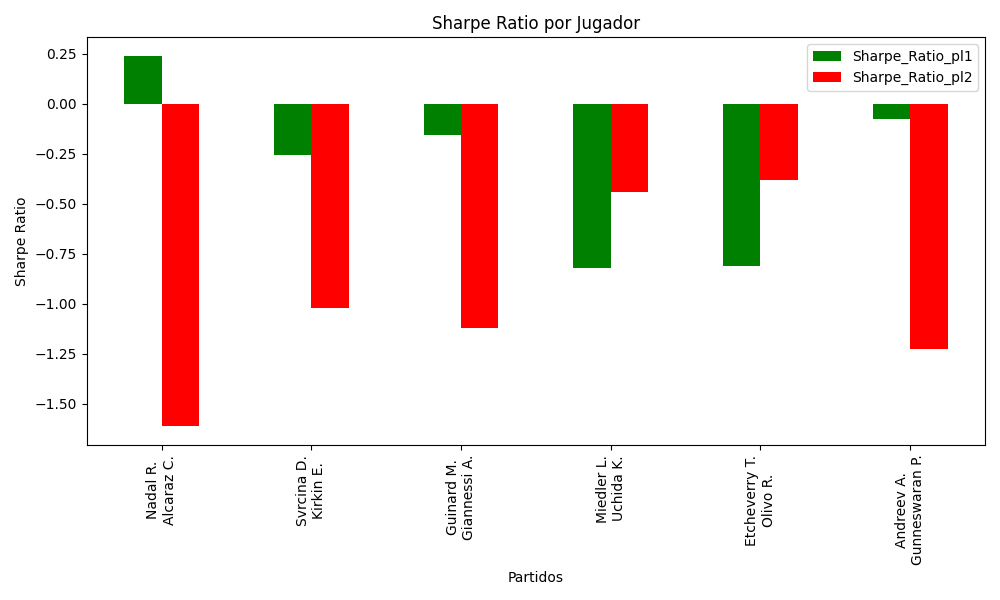 Sharpe Ratio por Jugador
Sharpe_Ratio_pl1
Sharpe_Ratio_pl2
Sharpe Ratio
0.25
0.00
−0.25
−0.50
−0.75
−1.00
−1.25
−1.50
Nadal R.
Alcaraz C.
Svrcina D.
Kirkin E.
Guinard M.
Giannessi A.
Miedler L.
Uchida K.
Etcheverry T.
Olivo R.
Andreev A.
Gunneswaran P.
Partidos